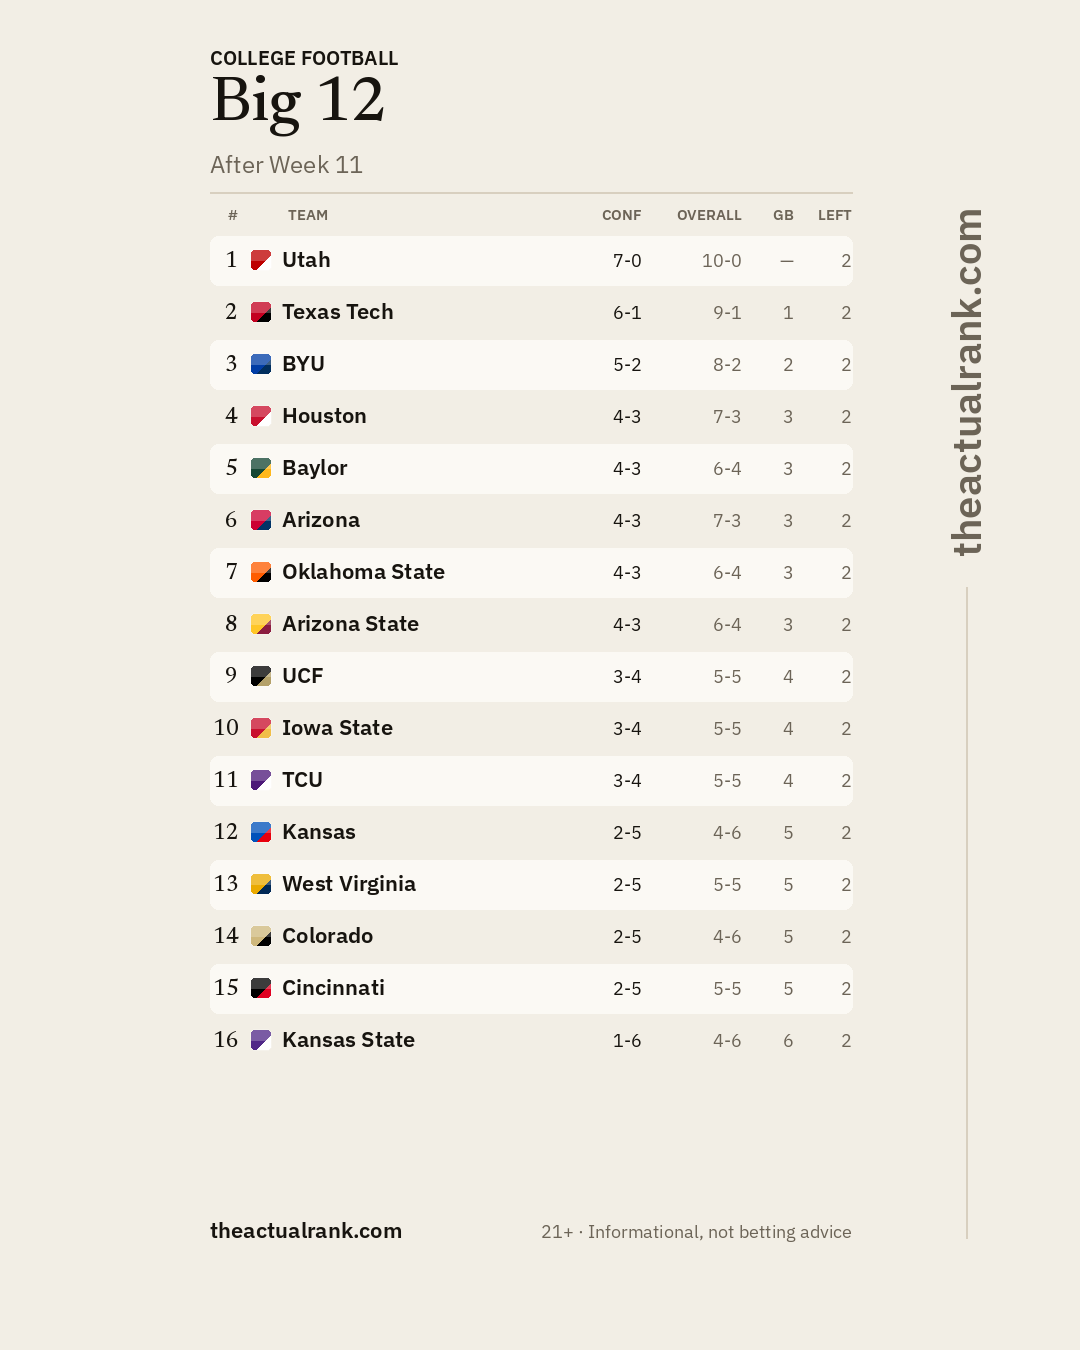 COLLEGE FOOTBALL
Big 12
After Week 11
# TEAM CONF OVERALL GB LEFT
1 Utah 7-0 10-0 — 2
2 Texas Tech 6-1 9-1 1 2
3 BYU 5-2 8-2 2 2
4 Houston 4-3 7-3 3 2
5 Baylor 4-3 6-4 3 2
6 Arizona 4-3 7-3 3 2
7 Oklahoma State 4-3 6-4 3 2
8 Arizona State 4-3 6-4 3 2
9 UCF 3-4 5-5 4 2
10 Iowa State 3-4 5-5 4 2
11 TCU 3-4 5-5 4 2
12 Kansas 2-5 4-6 5 2
13 West Virginia 2-5 5-5 5 2
14 Colorado 2-5 4-6 5 2
15 Cincinnati 2-5 5-5 5 2
16 Kansas State 1-6 4-6 6 2
theactualrank.com
21+ · Informational, not betting advice
theactualrank.com